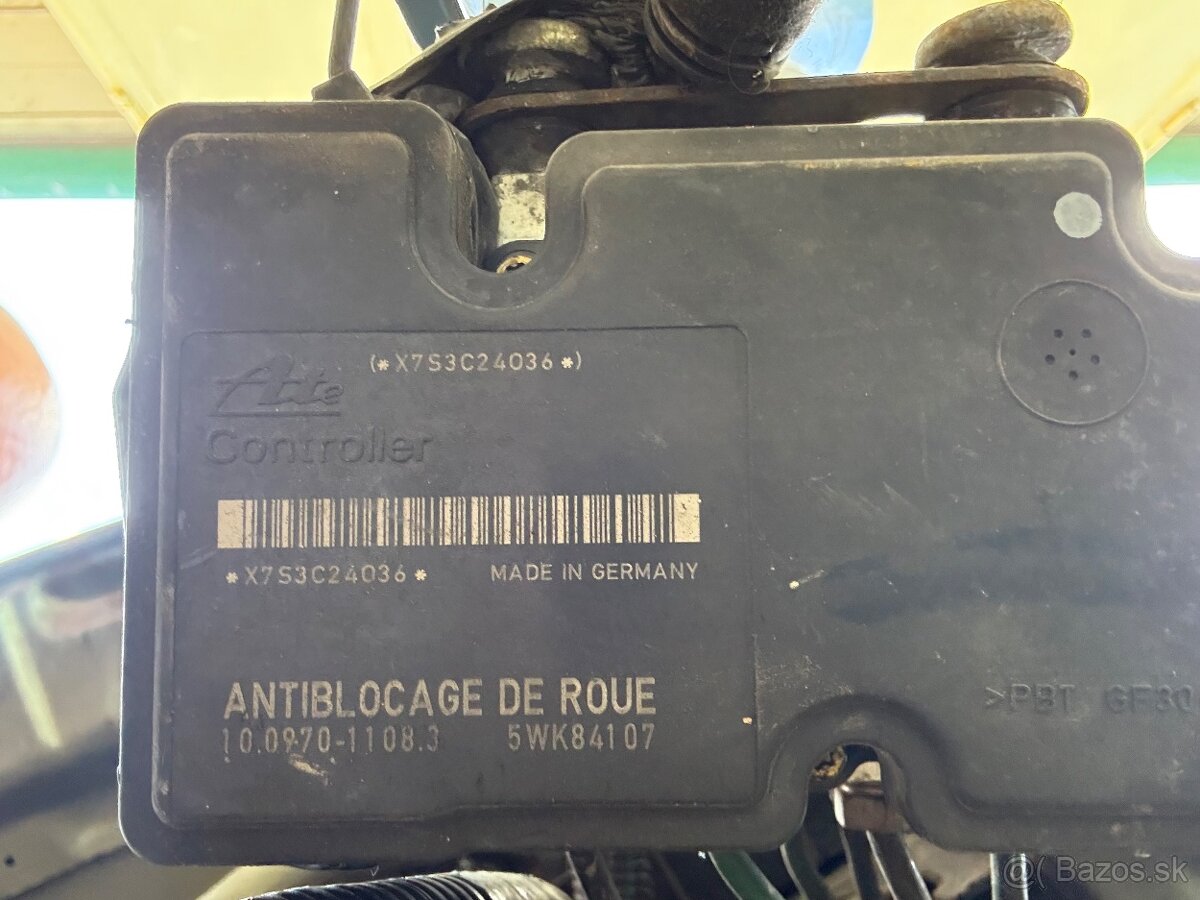 (*X7S3C24036*)
Ate
Controller
*X7S3C24036*
MADE IN GERMANY
ANTIBLOCAGE DE ROUE
10.0970-1108.3
5WK84107
>PBT GF30
@( Bazos.sk